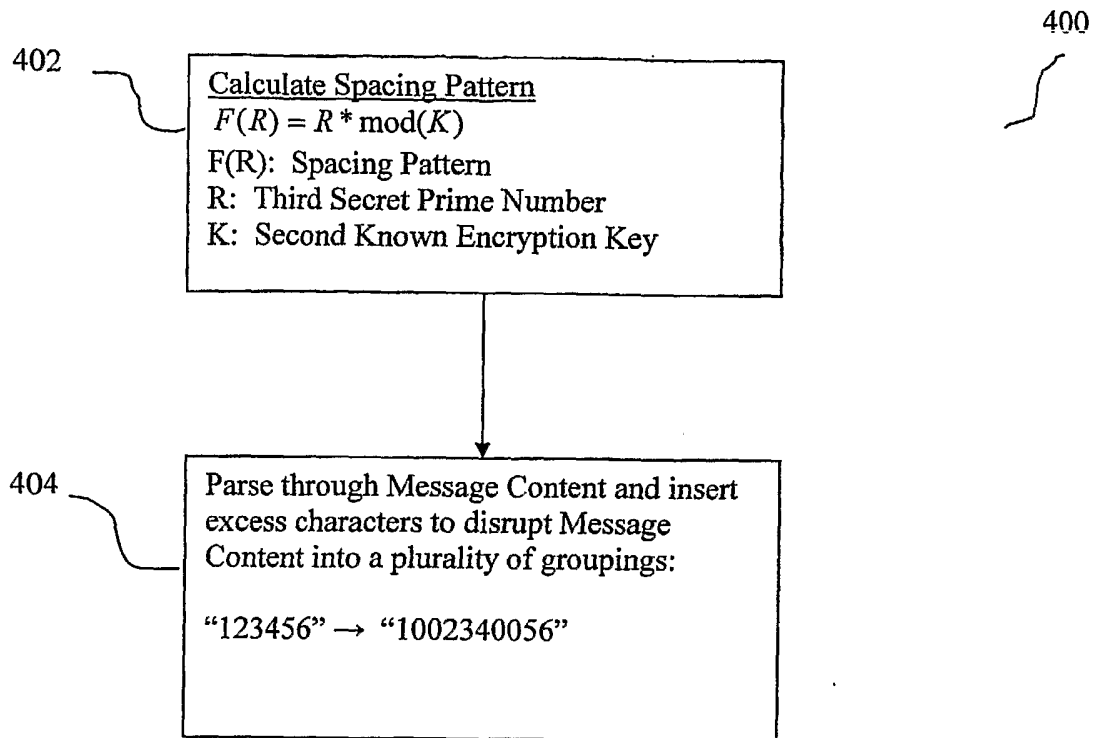 400
402
Calculate Spacing Pattern
F(R) = R * mod(K)
F(R): Spacing Pattern
R: Third Secret Prime Number
K: Second Known Encryption Key
404
Parse through Message Content and insert
excess characters to disrupt Message
Content into a plurality of groupings:
“123456” → “1002340056”